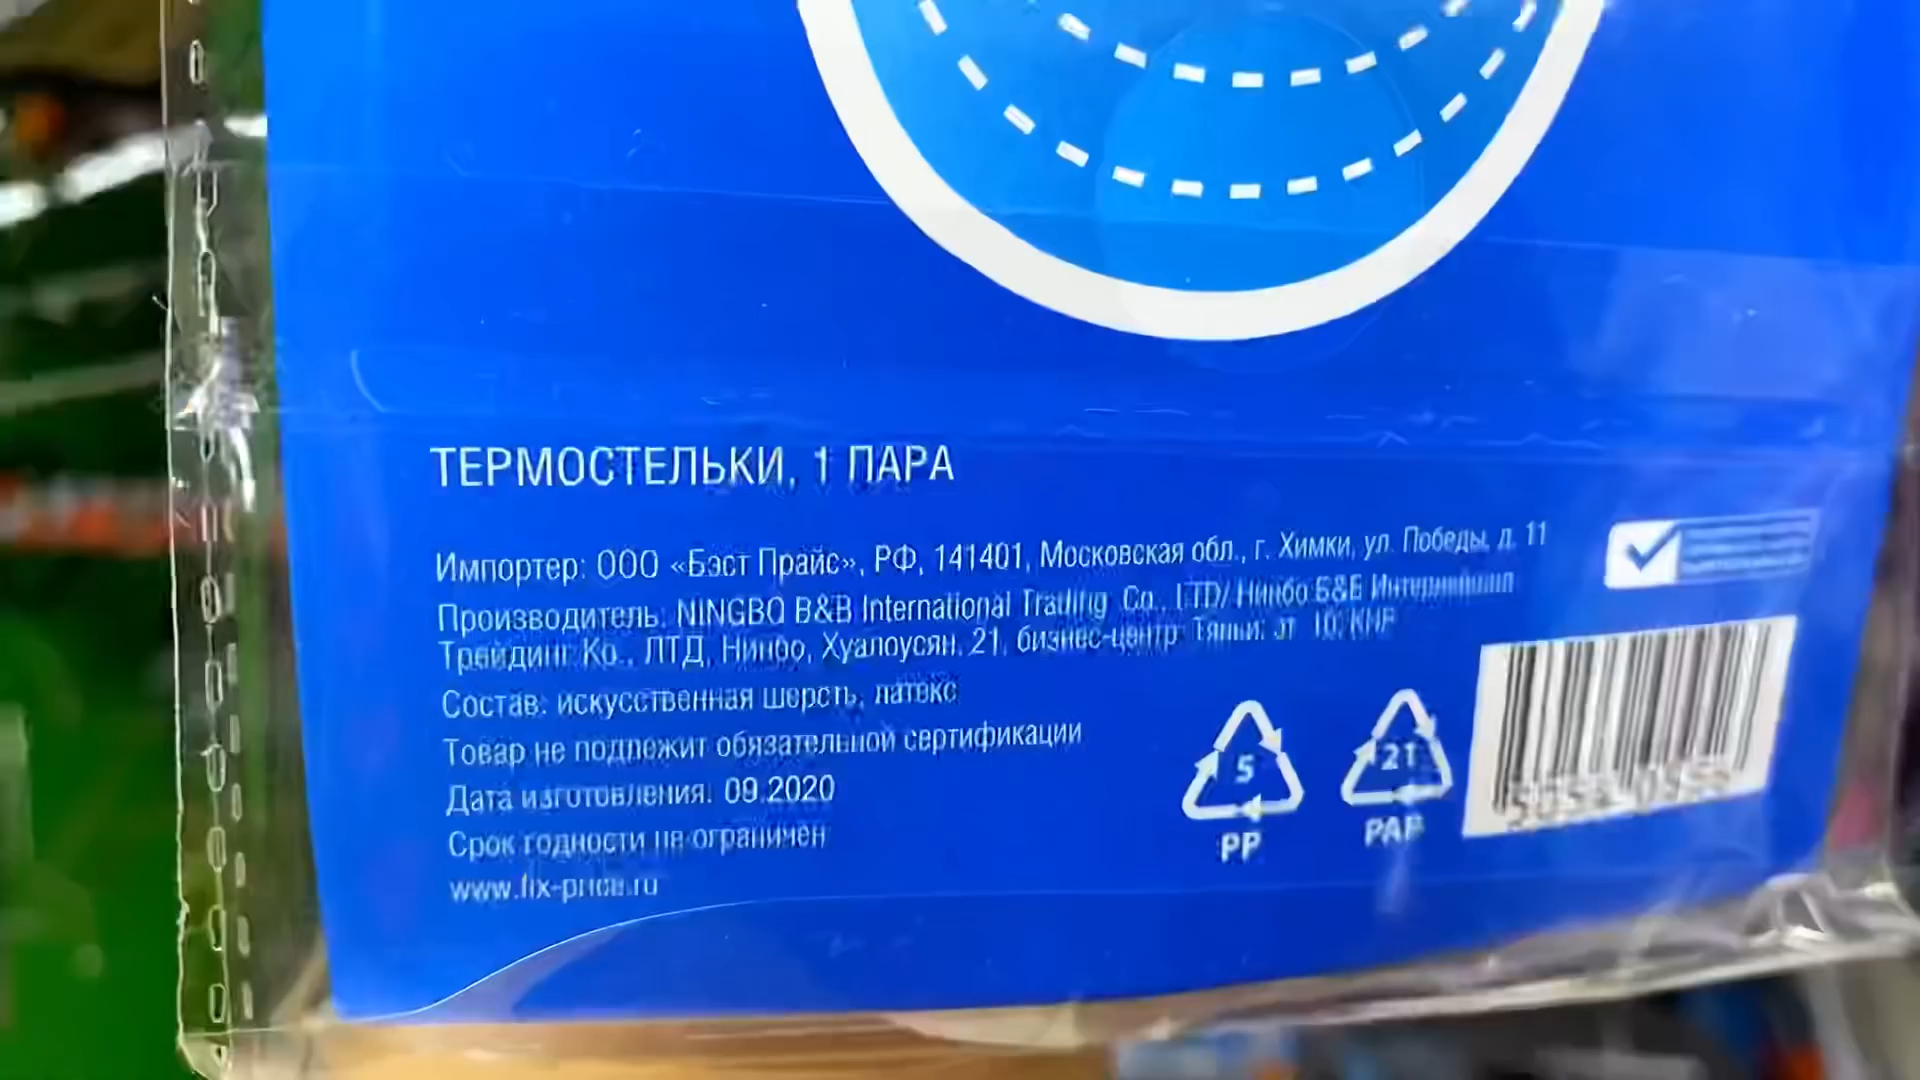 ТЕРМОСТЕЛЬКИ, 1 ПАРА
Импортер: ООО «Бэст Прайс», РФ, 141401, Московская обл., г. Химки, ул. Победы, д. 11
Производитель: NINGBO B&B International Trading Co., LTD/ Нинбо Б&Б Интернейшнл
Трейдинг Ко., ЛТД, Нинбо, Хуалоусян, 21, бизнес-центр эт. 10, КНР
Состав: искусственная шерсть, латекс
Товар не подлежит обязательной сертификации
Дата изготовления: 09.2020
Срок годности не ограничен
www.fix-price.ru
5
PP
21
PAP